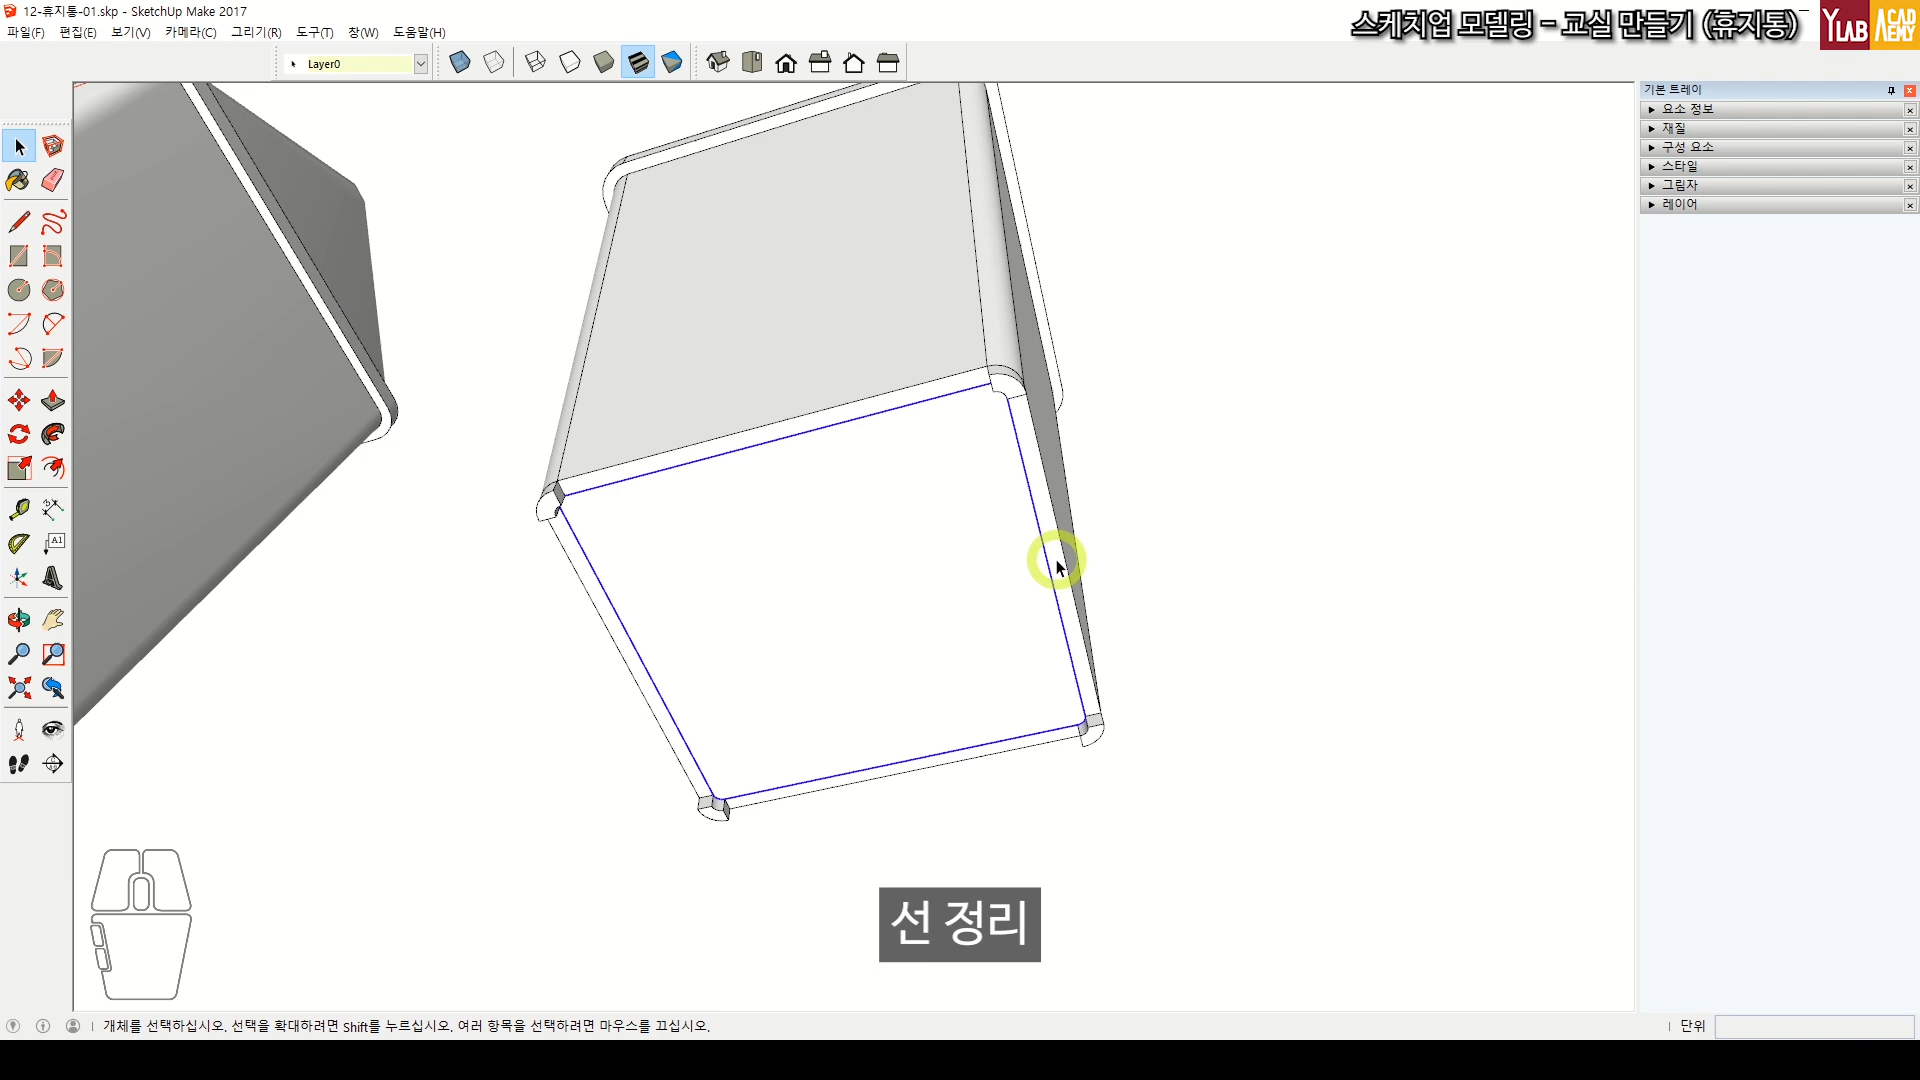 12-휴지통-01.skp - SketchUp Make 2017
파일(F) 편집(E) 보기(V) 카메라(C) 그리기(R) 도구(T) 창(W) 도움말(H)
스케치업 모델링 - 교실 만들기 (휴지통)
YLAB ACADEMY
Layer0
기본 트레이
요소 정보
재질
구성 요소
스타일
그림자
레이어
A1
선 정리
개체를 선택하십시오. 선택을 확대하려면 Shift를 누르십시오. 여러 항목을 선택하려면 마우스를 끄십시오.
단위